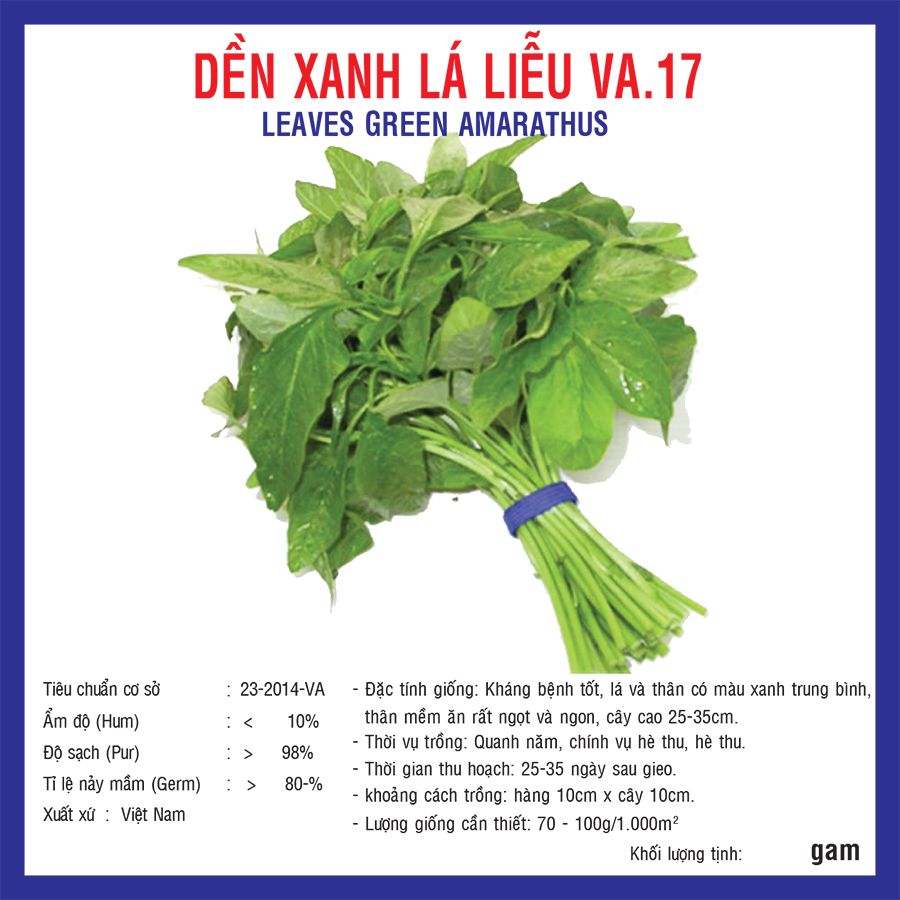 DỀN XANH LÁ LIỄU VA.17
LEAVES GREEN AMARATHUS
Tiêu chuẩn cơ sở : 23-2014-VA
Ẩm độ (Hum) : < 10%
Độ sạch (Pur) : > 98%
Tỉ lệ nảy mầm (Germ) : > 80-%
Xuất xứ : Việt Nam
- Đặc tính giống: Kháng bệnh tốt, lá và thân có màu xanh trung bình,
thân mềm ăn rất ngọt và ngon, cây cao 25-35cm.
- Thời vụ trồng: Quanh năm, chính vụ hè thu, hè thu.
- Thời gian thu hoạch: 25-35 ngày sau gieo.
- khoảng cách trồng: hàng 10cm x cây 10cm.
- Lượng giống cần thiết: 70 - 100g/1.000m²
Khối lượng tịnh: gam